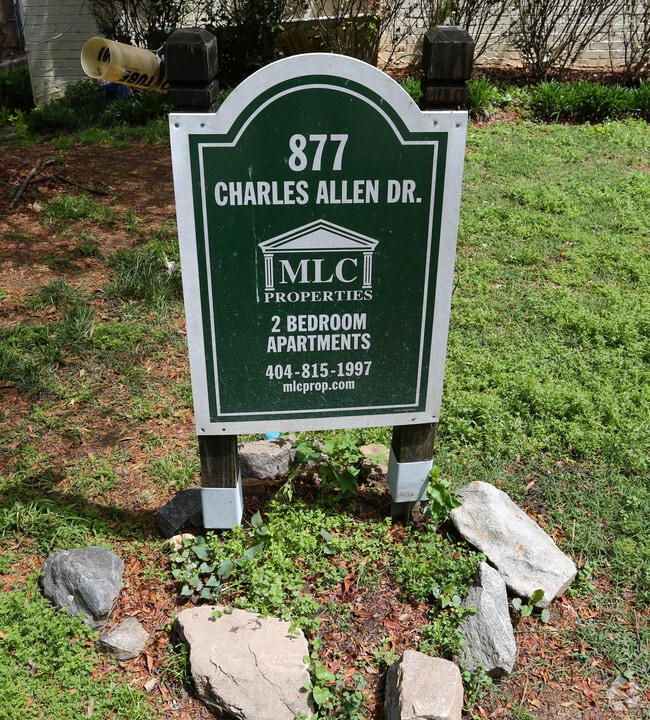 877
CHARLES ALLEN DR.
MLC
PROPERTIES
2 BEDROOM
APARTMENTS
404-815-1997
mlcprop.com